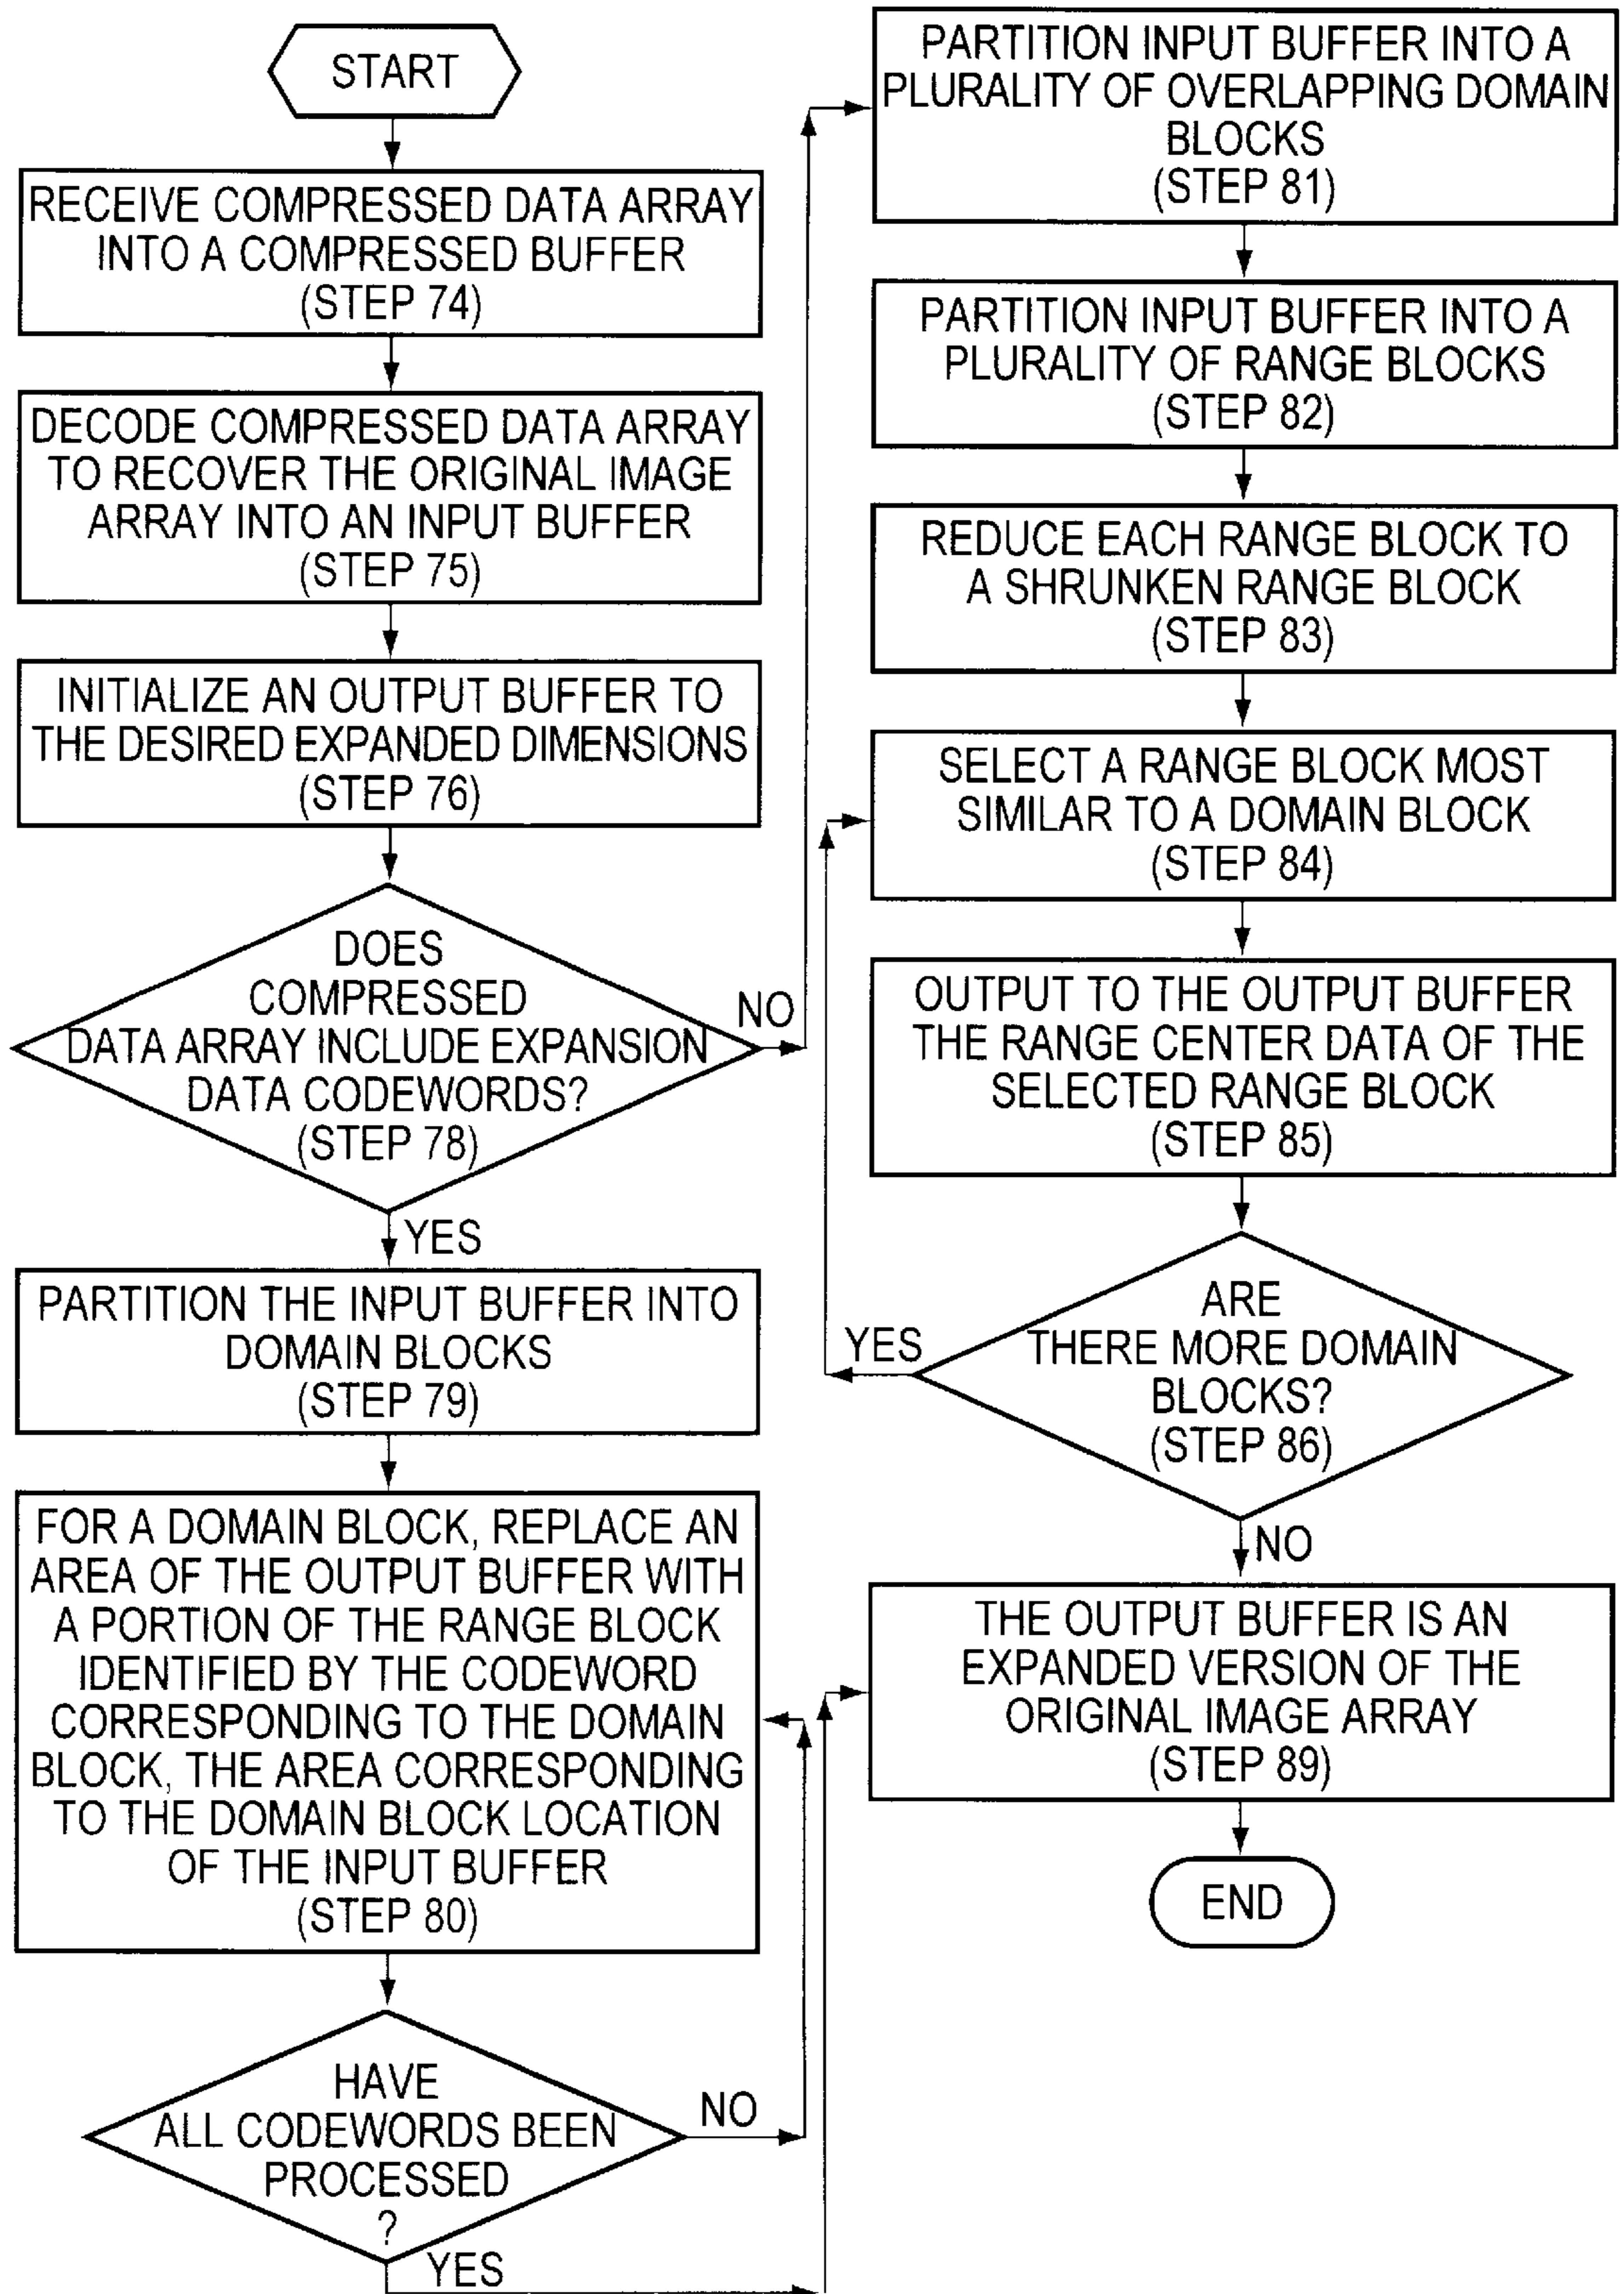 START
RECEIVE COMPRESSED DATA ARRAY
INTO A COMPRESSED BUFFER
(STEP 74)
DECODE COMPRESSED DATA ARRAY
TO RECOVER THE ORIGINAL IMAGE
ARRAY INTO AN INPUT BUFFER
(STEP 75)
INITIALIZE AN OUTPUT BUFFER TO
THE DESIRED EXPANDED DIMENSIONS
(STEP 76)
DOES
COMPRESSED
DATA ARRAY INCLUDE EXPANSION
DATA CODEWORDS?
(STEP 78)
NO
YES
PARTITION THE INPUT BUFFER INTO
DOMAIN BLOCKS
(STEP 79)
FOR A DOMAIN BLOCK, REPLACE AN
AREA OF THE OUTPUT BUFFER WITH
A PORTION OF THE RANGE BLOCK
IDENTIFIED BY THE CODEWORD
CORRESPONDING TO THE DOMAIN
BLOCK, THE AREA CORRESPONDING
TO THE DOMAIN BLOCK LOCATION
OF THE INPUT BUFFER
(STEP 80)
HAVE
ALL CODEWORDS BEEN
PROCESSED
?
NO
YES
PARTITION INPUT BUFFER INTO A
PLURALITY OF OVERLAPPING DOMAIN
BLOCKS
(STEP 81)
PARTITION INPUT BUFFER INTO A
PLURALITY OF RANGE BLOCKS
(STEP 82)
REDUCE EACH RANGE BLOCK TO
A SHRUNKEN RANGE BLOCK
(STEP 83)
SELECT A RANGE BLOCK MOST
SIMILAR TO A DOMAIN BLOCK
(STEP 84)
OUTPUT TO THE OUTPUT BUFFER
THE RANGE CENTER DATA OF THE
SELECTED RANGE BLOCK
(STEP 85)
ARE
THERE MORE DOMAIN
BLOCKS?
(STEP 86)
YES
NO
THE OUTPUT BUFFER IS AN
EXPANDED VERSION OF THE
ORIGINAL IMAGE ARRAY
(STEP 89)
END